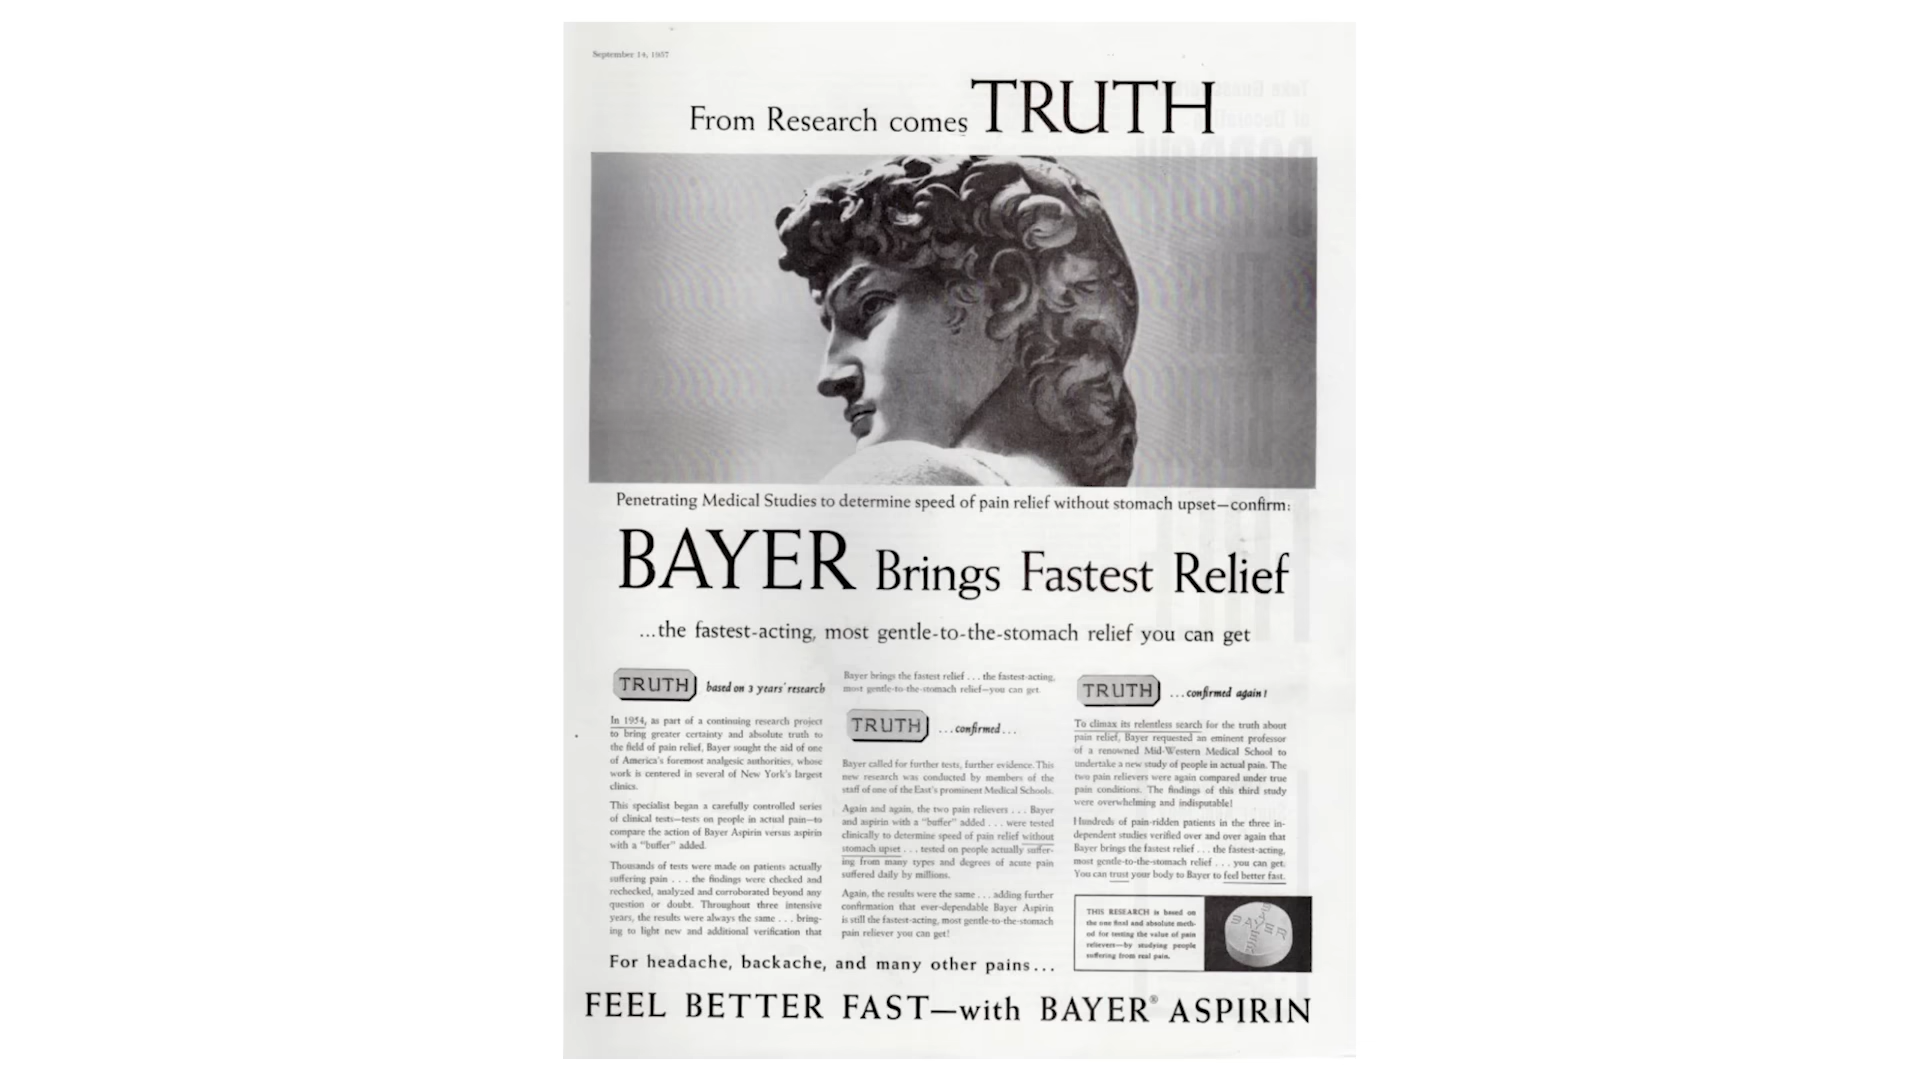 September 14, 1957
From Research comes TRUTH
Penetrating Medical Studies to determine speed of pain relief without stomach upset—confirm:
BAYER Brings Fastest Relief
...the fastest-acting, most gentle-to-the-stomach relief you can get
TRUTH based on 3 years' research
In 1954, as part of a continuing research project
to bring greater certainty and absolute truth to
the field of pain relief, Bayer sought the aid of one
of America's foremost analgesic authorities, whose
work is centered in several of New York's largest
clinics.
This specialist began a carefully controlled series
of clinical tests—tests on people in actual pain—to
compare the action of Bayer Aspirin versus aspirin
with a "buffer" added.
Thousands of tests were made on patients actually
suffering pain . . . the findings were checked and
rechecked, analyzed and corroborated beyond any
question or doubt. Throughout three intensive
years, the results were always the same . . . bring-
ing to light new and additional verification that
Bayer brings the fastest relief . . . the fastest-acting,
most gentle-to-the-stomach relief—you can get.
TRUTH ...confirmed...
Bayer called for further tests, further evidence. This
new research was conducted by members of the
staff of one of the East's prominent Medical Schools.
Again and again, the two pain relievers . . . Bayer
and aspirin with a "buffer" added . . . were tested
clinically to determine speed of pain relief without
stomach upset . . . tested on people actually suffer-
ing from many types and degrees of acute pain
suffered daily by millions.
Again, the results were the same . . . adding further
confirmation that ever-dependable Bayer Aspirin
is still the fastest-acting, most gentle-to-the-stomach
pain reliever you can get!
TRUTH ...confirmed again!
To climax its relentless search for the truth about
pain relief, Bayer requested an eminent professor
of a renowned Mid-Western Medical School to
undertake a new study of people in actual pain. The
two pain relievers were again compared under true
pain conditions. The findings of this third study
were overwhelming and indisputable!
Hundreds of pain-ridden patients in the three in-
dependent studies verified over and over again that
Bayer brings the fastest relief . . . the fastest-acting,
most gentle-to-the-stomach relief . . . you can get.
You can trust your body to Bayer to feel better fast.
THIS RESEARCH is based on
the one final and absolute meth-
od for testing the value of pain
relievers—by studying people
suffering from real pain.
BAYER
BAYER
For headache, backache, and many other pains...
FEEL BETTER FAST—with BAYER® ASPIRIN